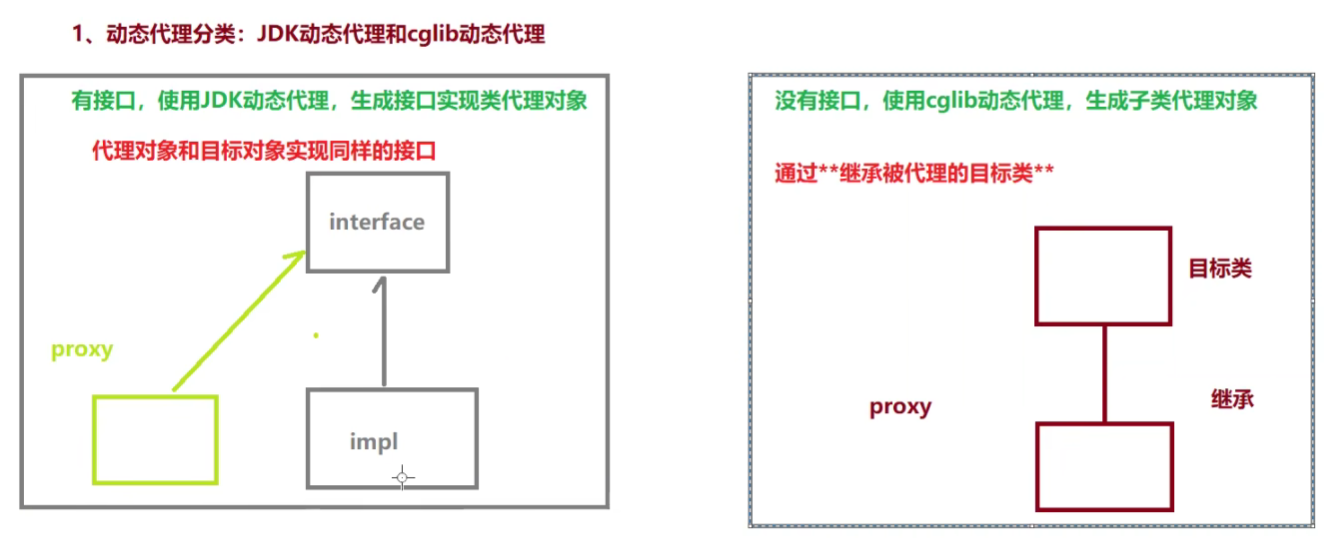 1、动态代理分类：JDK动态代理和cglib动态代理
有接口，使用JDK动态代理，生成接口实现类代理对象
代理对象和目标对象实现同样的接口
interface
proxy
impl
没有接口，使用cglib动态代理，生成子类代理对象
通过**继承被代理的目标类**
目标类
继承
proxy